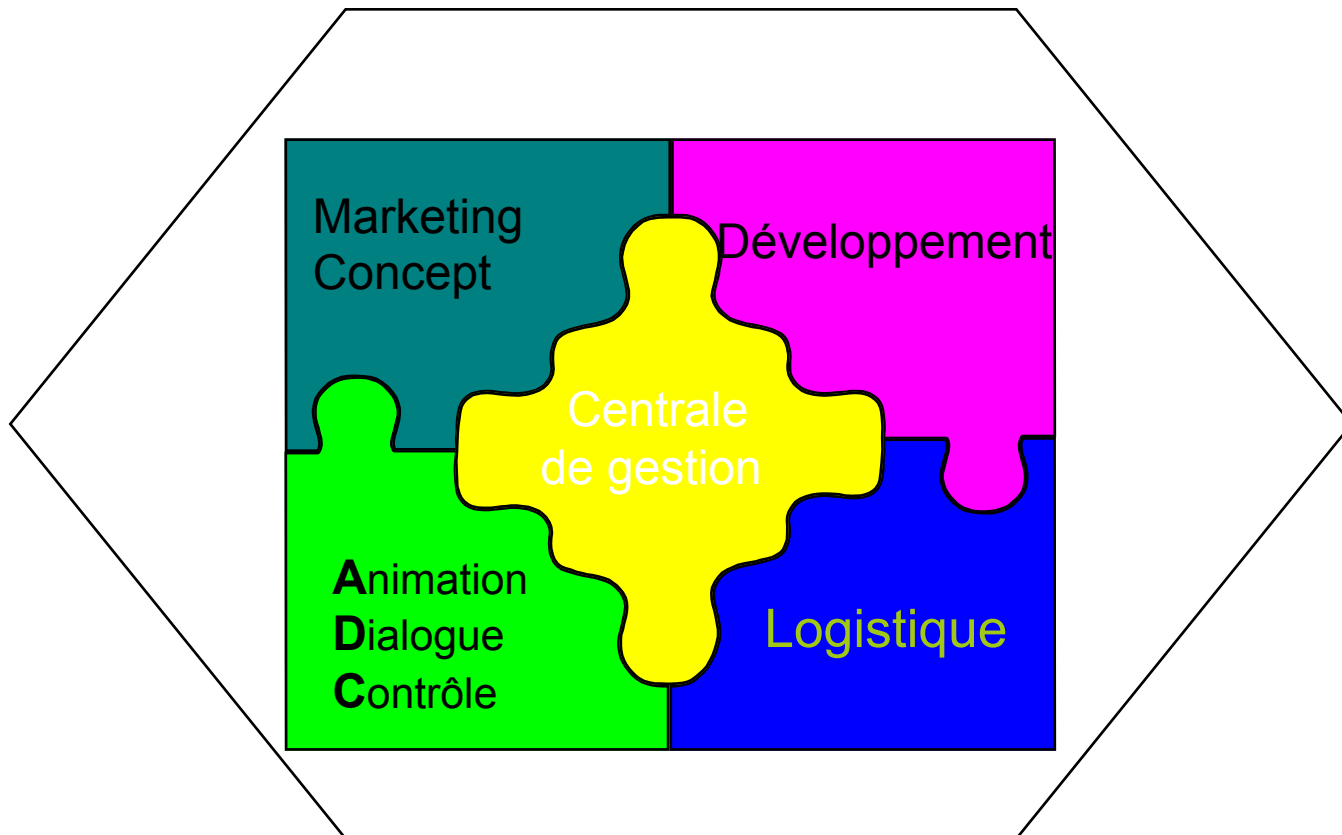 Marketing
Concept
Développement
Centrale
de gestion
Animation
Dialogue
Contrôle
Logistique